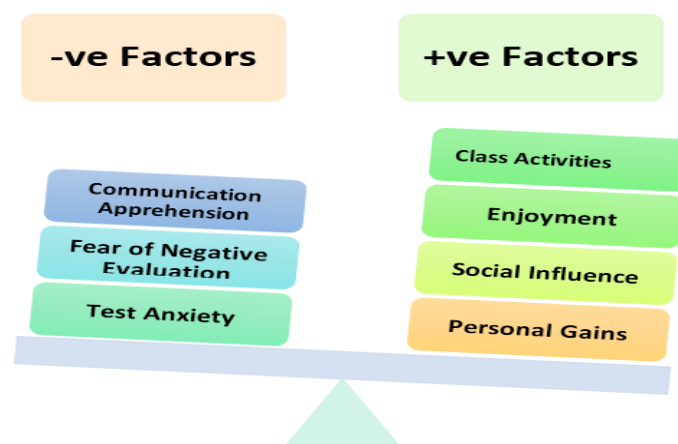 -ve Factors
+ve Factors
Communication
Apprehension
Fear of Negative
Evaluation
Test Anxiety
Class Activities
Enjoyment
Social Influence
Personal Gains